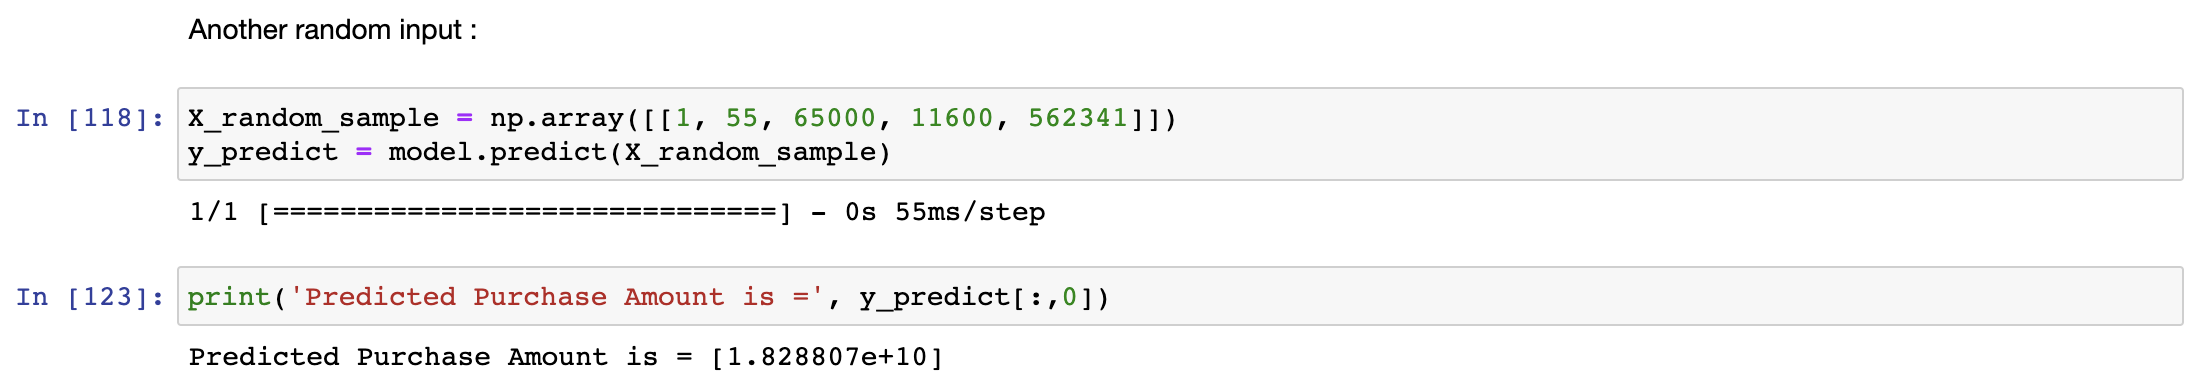 Another random input :
In [118]: X_random_sample = np.array([[1, 55, 65000, 11600, 562341]])
y_predict = model.predict(X_random_sample)
1/1 [==============================] - 0s 55ms/step
In [123]: print('Predicted Purchase Amount is =', y_predict[:,0])
Predicted Purchase Amount is = [1.828807e+10]